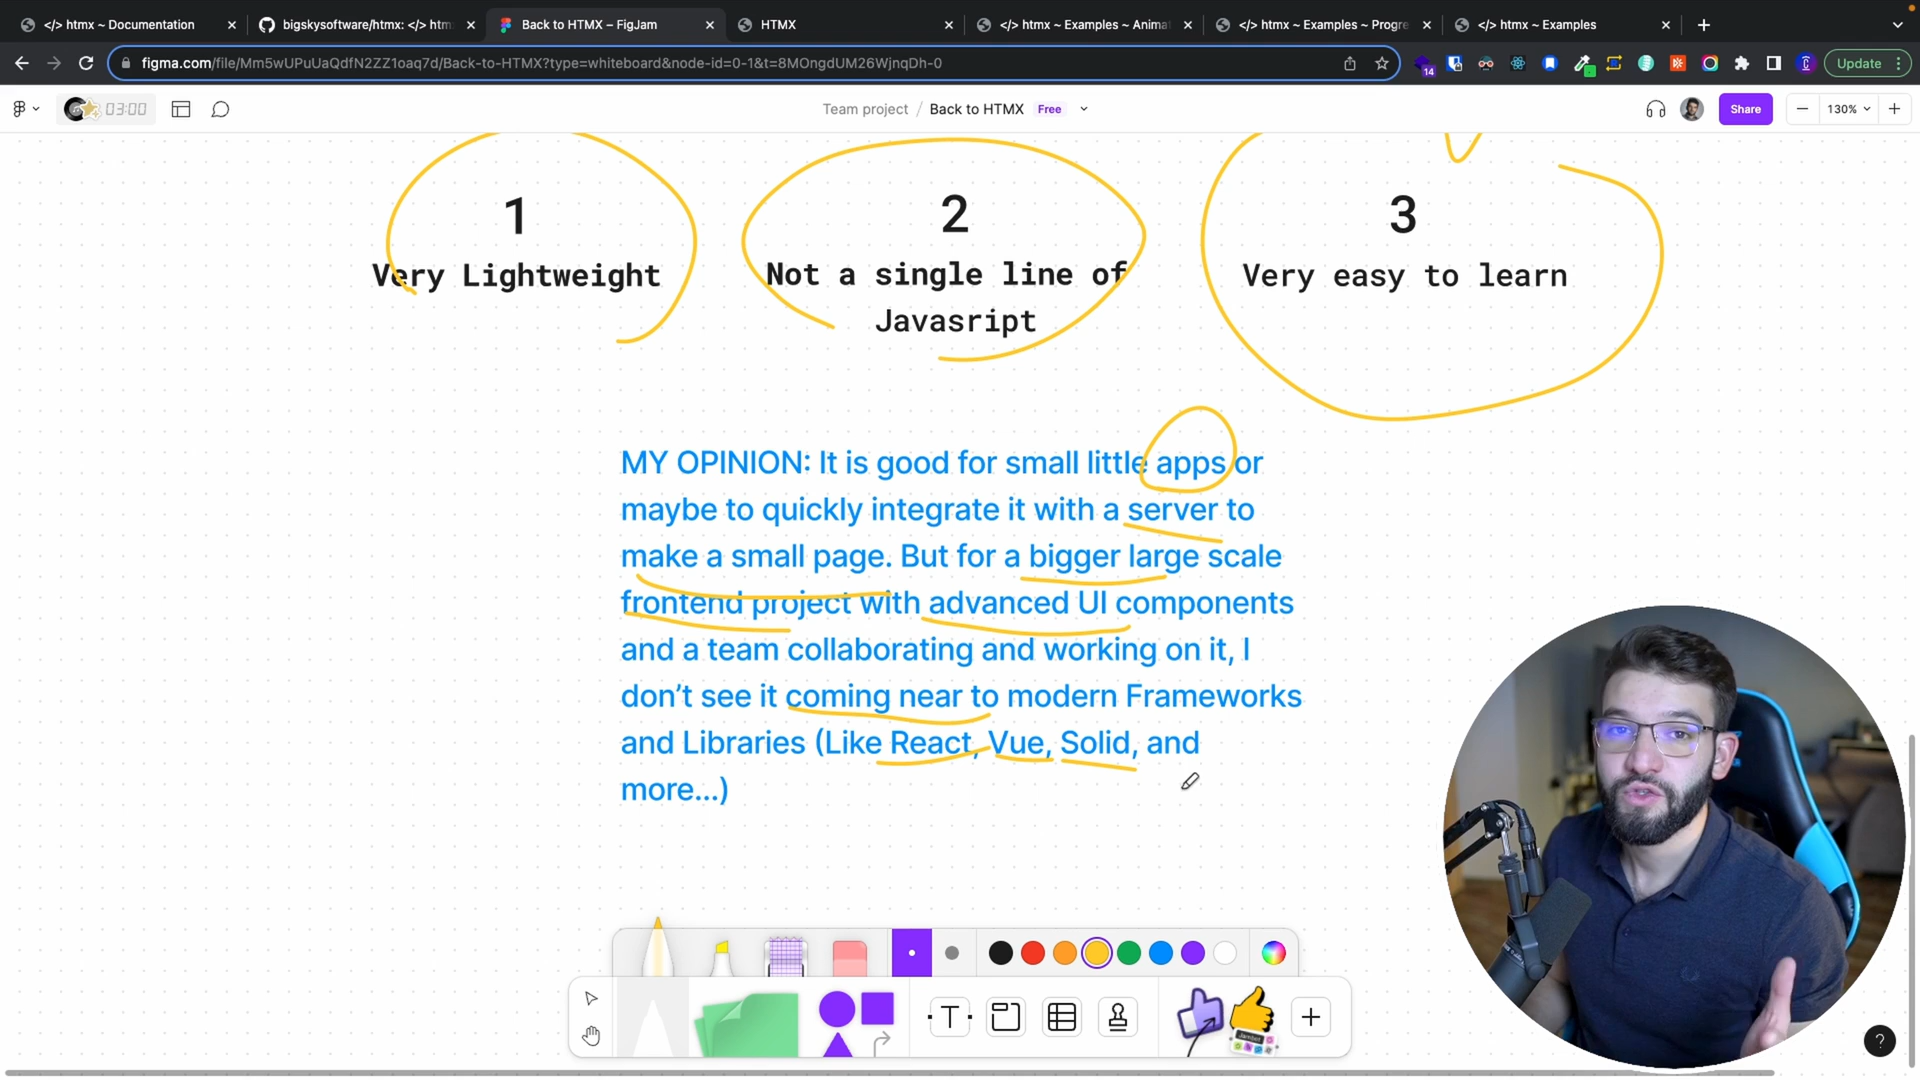 </> htmx ~ Documentation
bigskysoftware/htmx: </> htm
Back to HTMX – FigJam
HTMX
</> htmx ~ Examples ~ Anima
</> htmx ~ Examples ~ Progre
</> htmx ~ Examples
figma.com/file/Mm5wUPuUaQdfN2ZZ1oaq7d/Back-to-HTMX?type=whiteboard&node-id=0-1&t=8MOngdUM26WjnqDh-0
14
Update
03:00
Team project / Back to HTMX Free
Share
130%
1
Very Lightweight
2
Not a single line of
Javasript
3
Very easy to learn
MY OPINION: It is good for small little apps or
maybe to quickly integrate it with a server to
make a small page. But for a bigger large scale
frontend project with advanced UI components
and a team collaborating and working on it, I
don't see it coming near to modern Frameworks
and Libraries (Like React, Vue, Solid, and
more...)
T
?